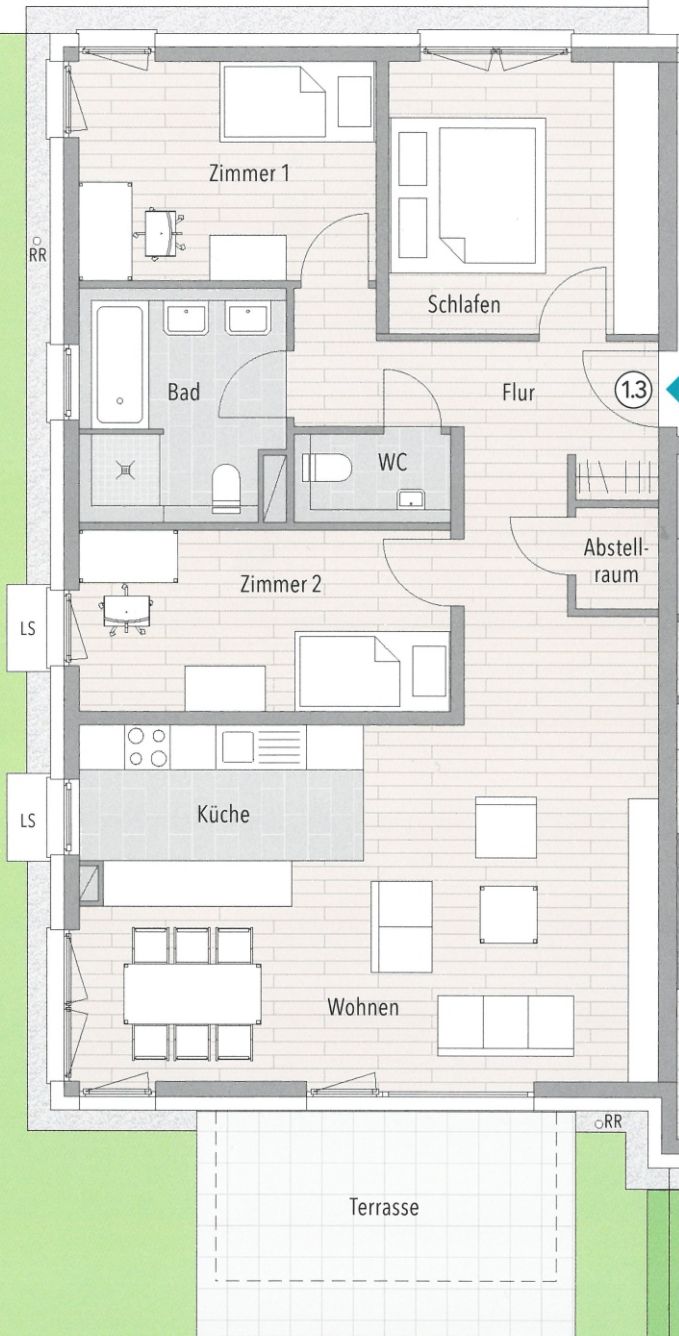 Zimmer 1
RR
Schlafen
Bad
Flur
1.3
WC
Abstell-
raum
Zimmer 2
LS
Küche
LS
Wohnen
RR
Terrasse